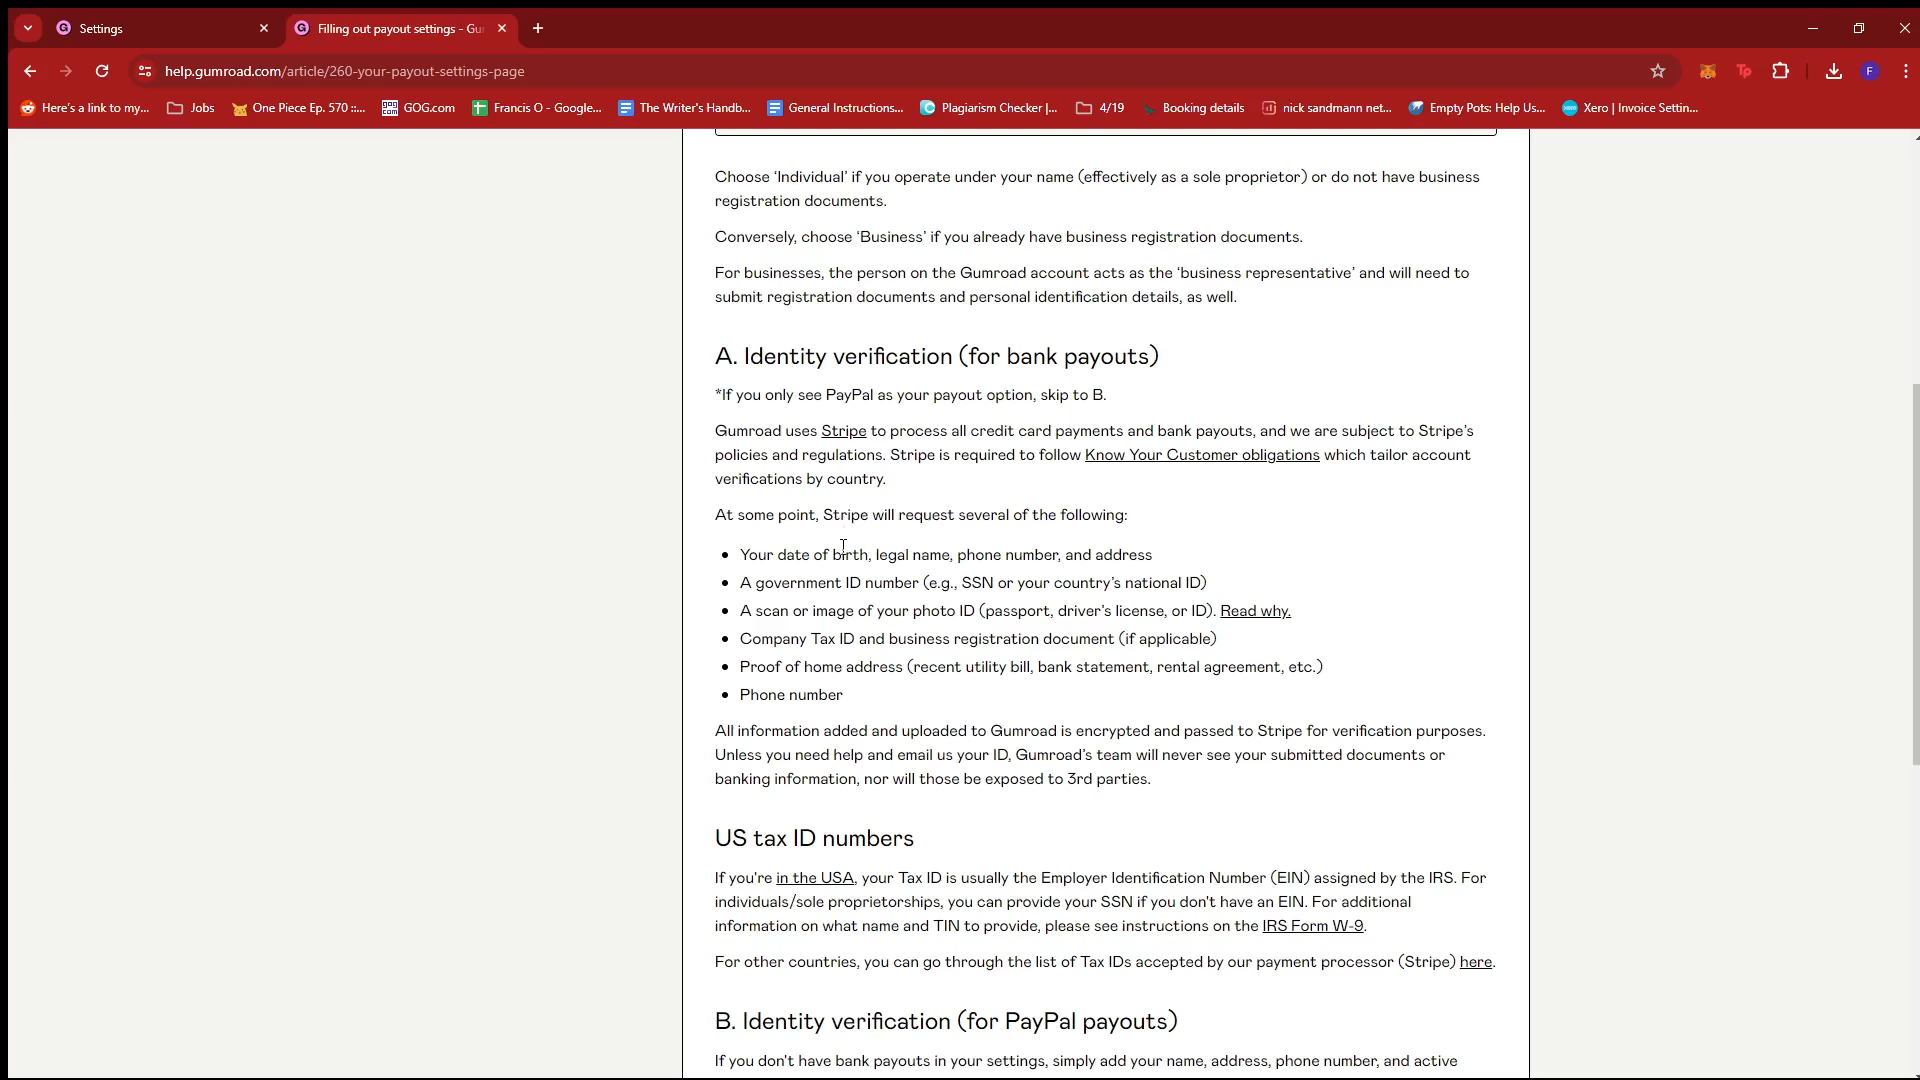 Settings
Filling out payout settings - Gu
help.gumroad.com/article/260-your-payout-settings-page
Tp
F
Here's a link to my...
Jobs
One Piece Ep. 570 ::...
GOG.com
Francis O - Google...
The Writer's Handb...
General Instructions...
Plagiarism Checker |...
4/19
Booking details
nick sandmann net...
Empty Pots: Help Us...
Xero | Invoice Settin...
Choose ‘Individual’ if you operate under your name (effectively as a sole proprietor) or do not have business
registration documents.
Conversely, choose ‘Business’ if you already have business registration documents.
For businesses, the person on the Gumroad account acts as the ‘business representative’ and will need to
submit registration documents and personal identification details, as well.
A. Identity verification (for bank payouts)
*If you only see PayPal as your payout option, skip to B.
Gumroad uses Stripe to process all credit card payments and bank payouts, and we are subject to Stripe’s
policies and regulations. Stripe is required to follow Know Your Customer obligations which tailor account
verifications by country.
At some point, Stripe will request several of the following:
• Your date of birth, legal name, phone number, and address
• A government ID number (e.g., SSN or your country’s national ID)
• A scan or image of your photo ID (passport, driver’s license, or ID). Read why.
• Company Tax ID and business registration document (if applicable)
• Proof of home address (recent utility bill, bank statement, rental agreement, etc.)
• Phone number
All information added and uploaded to Gumroad is encrypted and passed to Stripe for verification purposes.
Unless you need help and email us your ID, Gumroad’s team will never see your submitted documents or
banking information, nor will those be exposed to 3rd parties.
US tax ID numbers
If you’re in the USA, your Tax ID is usually the Employer Identification Number (EIN) assigned by the IRS. For
individuals/sole proprietorships, you can provide your SSN if you don’t have an EIN. For additional
information on what name and TIN to provide, please see instructions on the IRS Form W-9.
For other countries, you can go through the list of Tax IDs accepted by our payment processor (Stripe) here.
B. Identity verification (for PayPal payouts)
If you don’t have bank payouts in your settings, simply add your name, address, phone number, and active